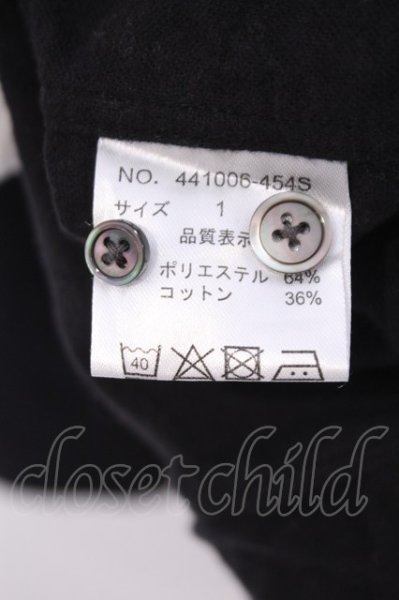 NO. 441006-454S
サイズ 1
品質表示
ポリエステル 64%
コットン 36%
40
closet child